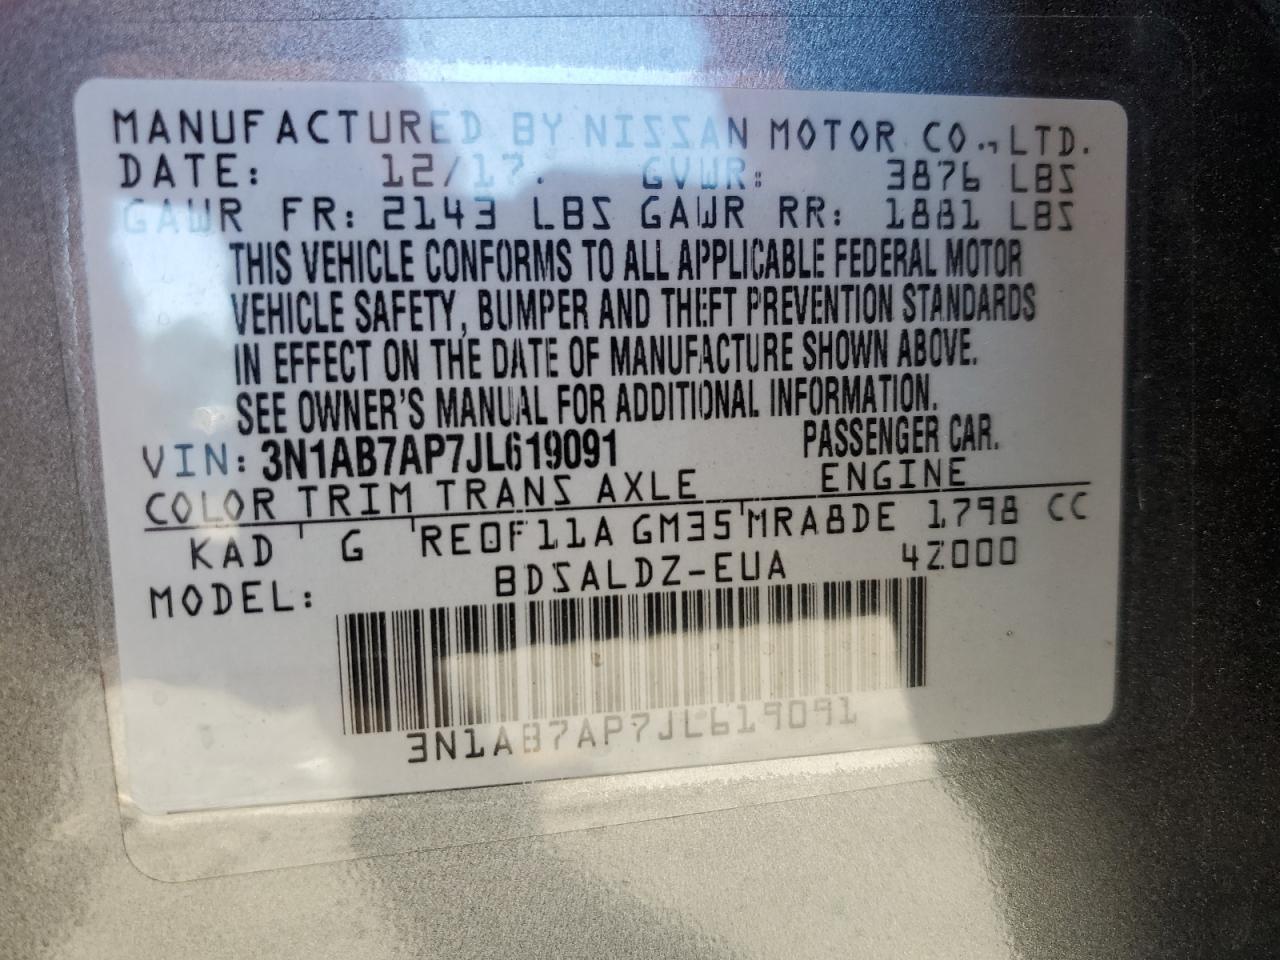 MANUFACTURED BY NISSAN MOTOR CO., LTD.
DATE: 12/17. GVWR: 3876 LBS
GAWR FR: 2143 LBS GAWR RR: 1881 LBS
THIS VEHICLE CONFORMS TO ALL APPLICABLE FEDERAL MOTOR
VEHICLE SAFETY, BUMPER AND THEFT PREVENTION STANDARDS
IN EFFECT ON THE DATE OF MANUFACTURE SHOWN ABOVE.
SEE OWNER'S MANUAL FOR ADDITIONAL INFORMATION.
VIN: 3N1AB7AP7JL619091 PASSENGER CAR.
COLOR TRIM TRANS AXLE ENGINE
KAD G RE0F11A GM35 MRA8DE 1,798 CC
MODEL: BDSALDZ-EUA 4Z000
3N1AB7AP7JL619091